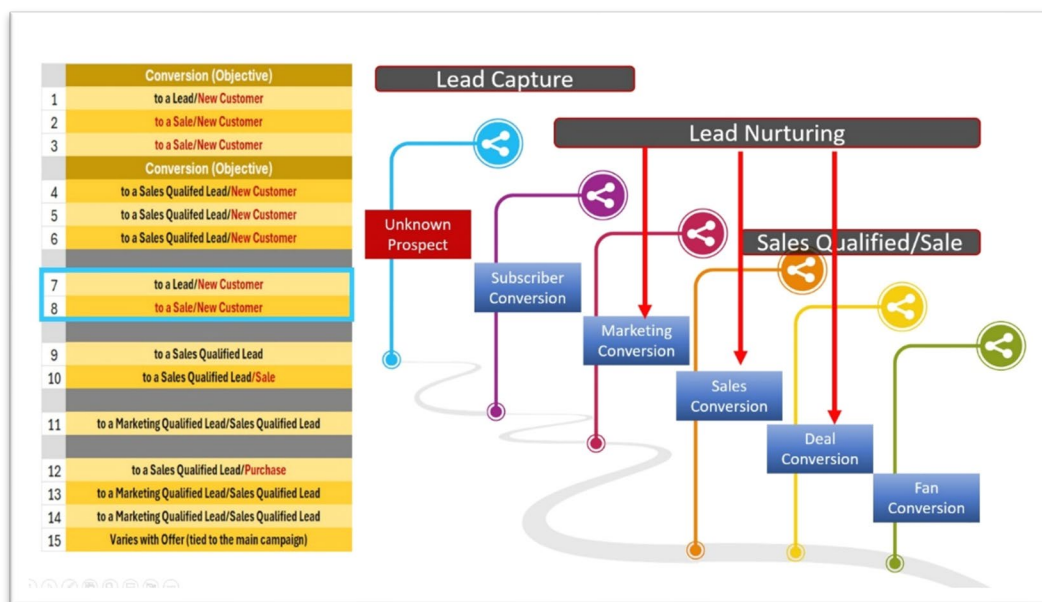 Conversion (Objective)
1 to a Lead/New Customer
2 to a Sale/New Customer
3 to a Sale/New Customer
Conversion (Objective)
4 to a Sales Qualifed Lead/New Customer
5 to a Sales Qualifed Lead/New Customer
6 to a Sales Qualifed Lead/New Customer
7 to a Lead/New Customer
8 to a Sale/New Customer
9 to a Sales Qualified Lead
10 to a Sales Qualified Lead/Sale
11 to a Marketing Qualified Lead/Sales Qualified Lead
12 to a Sales Qualified Lead/Purchase
13 to a Marketing Qualified Lead/Sales Qualified Lead
14 to a Marketing Qualified Lead/Sales Qualified Lead
15 Varies with Offer (tied to the main campaign)
Lead Capture
Lead Nurturing
Sales Qualified/Sale
Unknown
Prospect
Subscriber
Conversion
Marketing
Conversion
Sales
Conversion
Deal
Conversion
Fan
Conversion